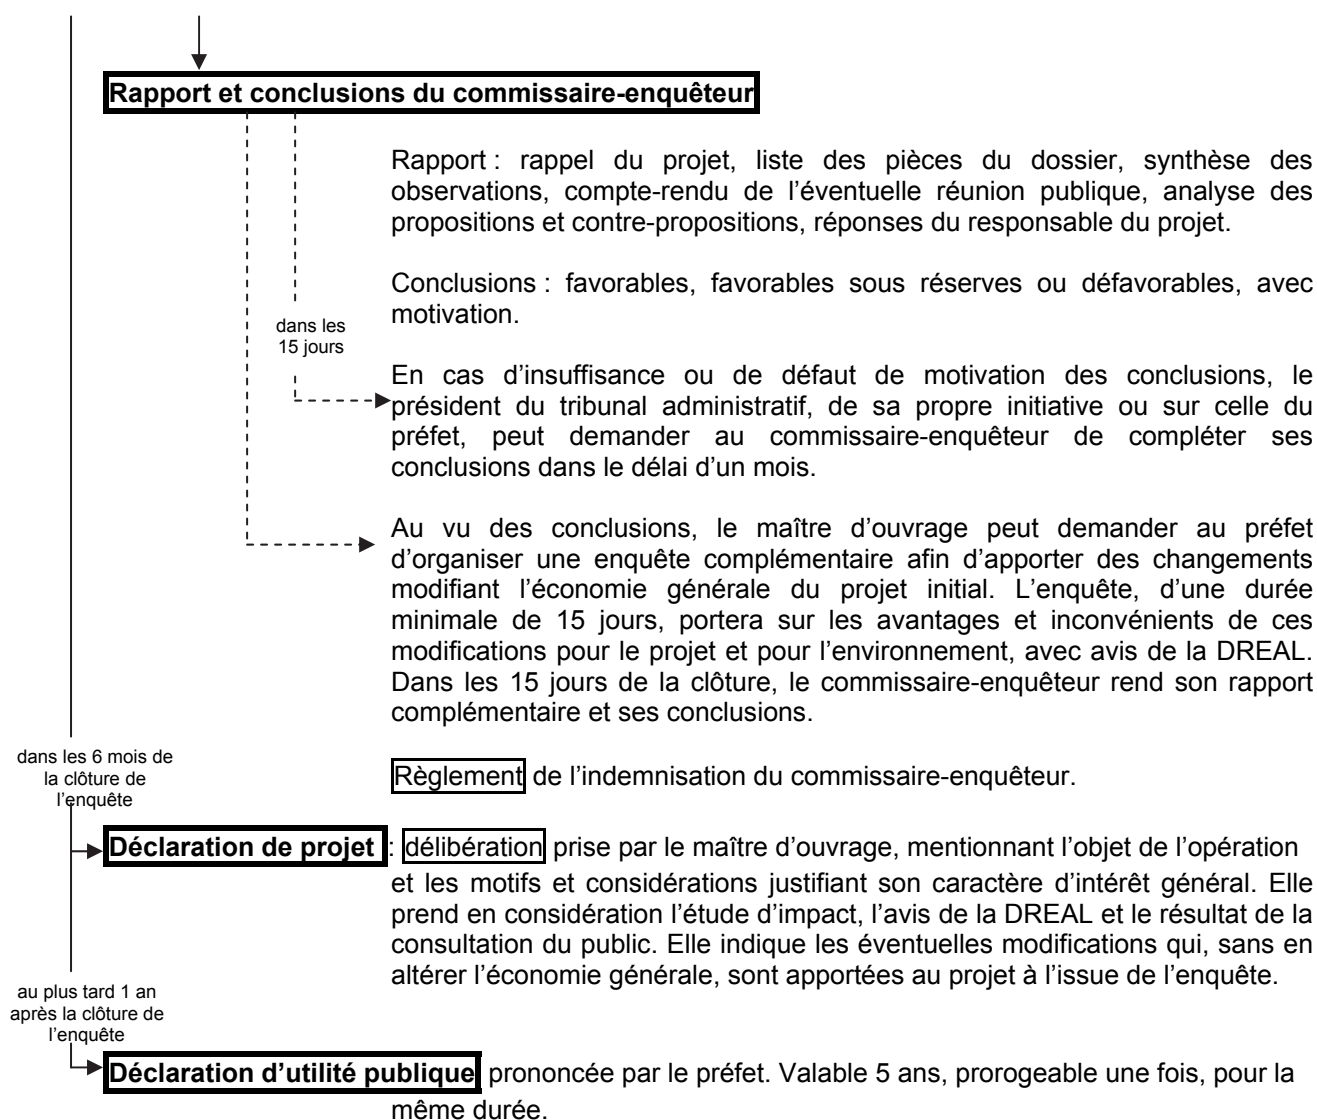 Rapport et conclusions du commissaire-enquêteur
Rapport : rappel du projet, liste des pièces du dossier, synthèse des
observations, compte-rendu de l’éventuelle réunion publique, analyse des
propositions et contre-propositions, réponses du responsable du projet.
Conclusions : favorables, favorables sous réserves ou défavorables, avec
motivation.
dans les
15 jours
En cas d’insuffisance ou de défaut de motivation des conclusions, le
président du tribunal administratif, de sa propre initiative ou sur celle du
préfet, peut demander au commissaire-enquêteur de compléter ses
conclusions dans le délai d’un mois.
Au vu des conclusions, le maître d’ouvrage peut demander au préfet
d’organiser une enquête complémentaire afin d’apporter des changements
modifiant l’économie générale du projet initial. L’enquête, d’une durée
minimale de 15 jours, portera sur les avantages et inconvénients de ces
modifications pour le projet et pour l’environnement, avec avis de la DREAL.
Dans les 15 jours de la clôture, le commissaire-enquêteur rend son rapport
complémentaire et ses conclusions.
dans les 6 mois de
la clôture de
l’enquête
Règlement de l’indemnisation du commissaire-enquêteur.
Déclaration de projet : délibération prise par le maître d’ouvrage, mentionnant l’objet de l’opération
et les motifs et considérations justifiant son caractère d’intérêt général. Elle
prend en considération l’étude d’impact, l’avis de la DREAL et le résultat de la
consultation du public. Elle indique les éventuelles modifications qui, sans en
altérer l’économie générale, sont apportées au projet à l’issue de l’enquête.
au plus tard 1 an
après la clôture de
l’enquête
Déclaration d’utilité publique prononcée par le préfet. Valable 5 ans, prorogeable une fois, pour la
même durée.